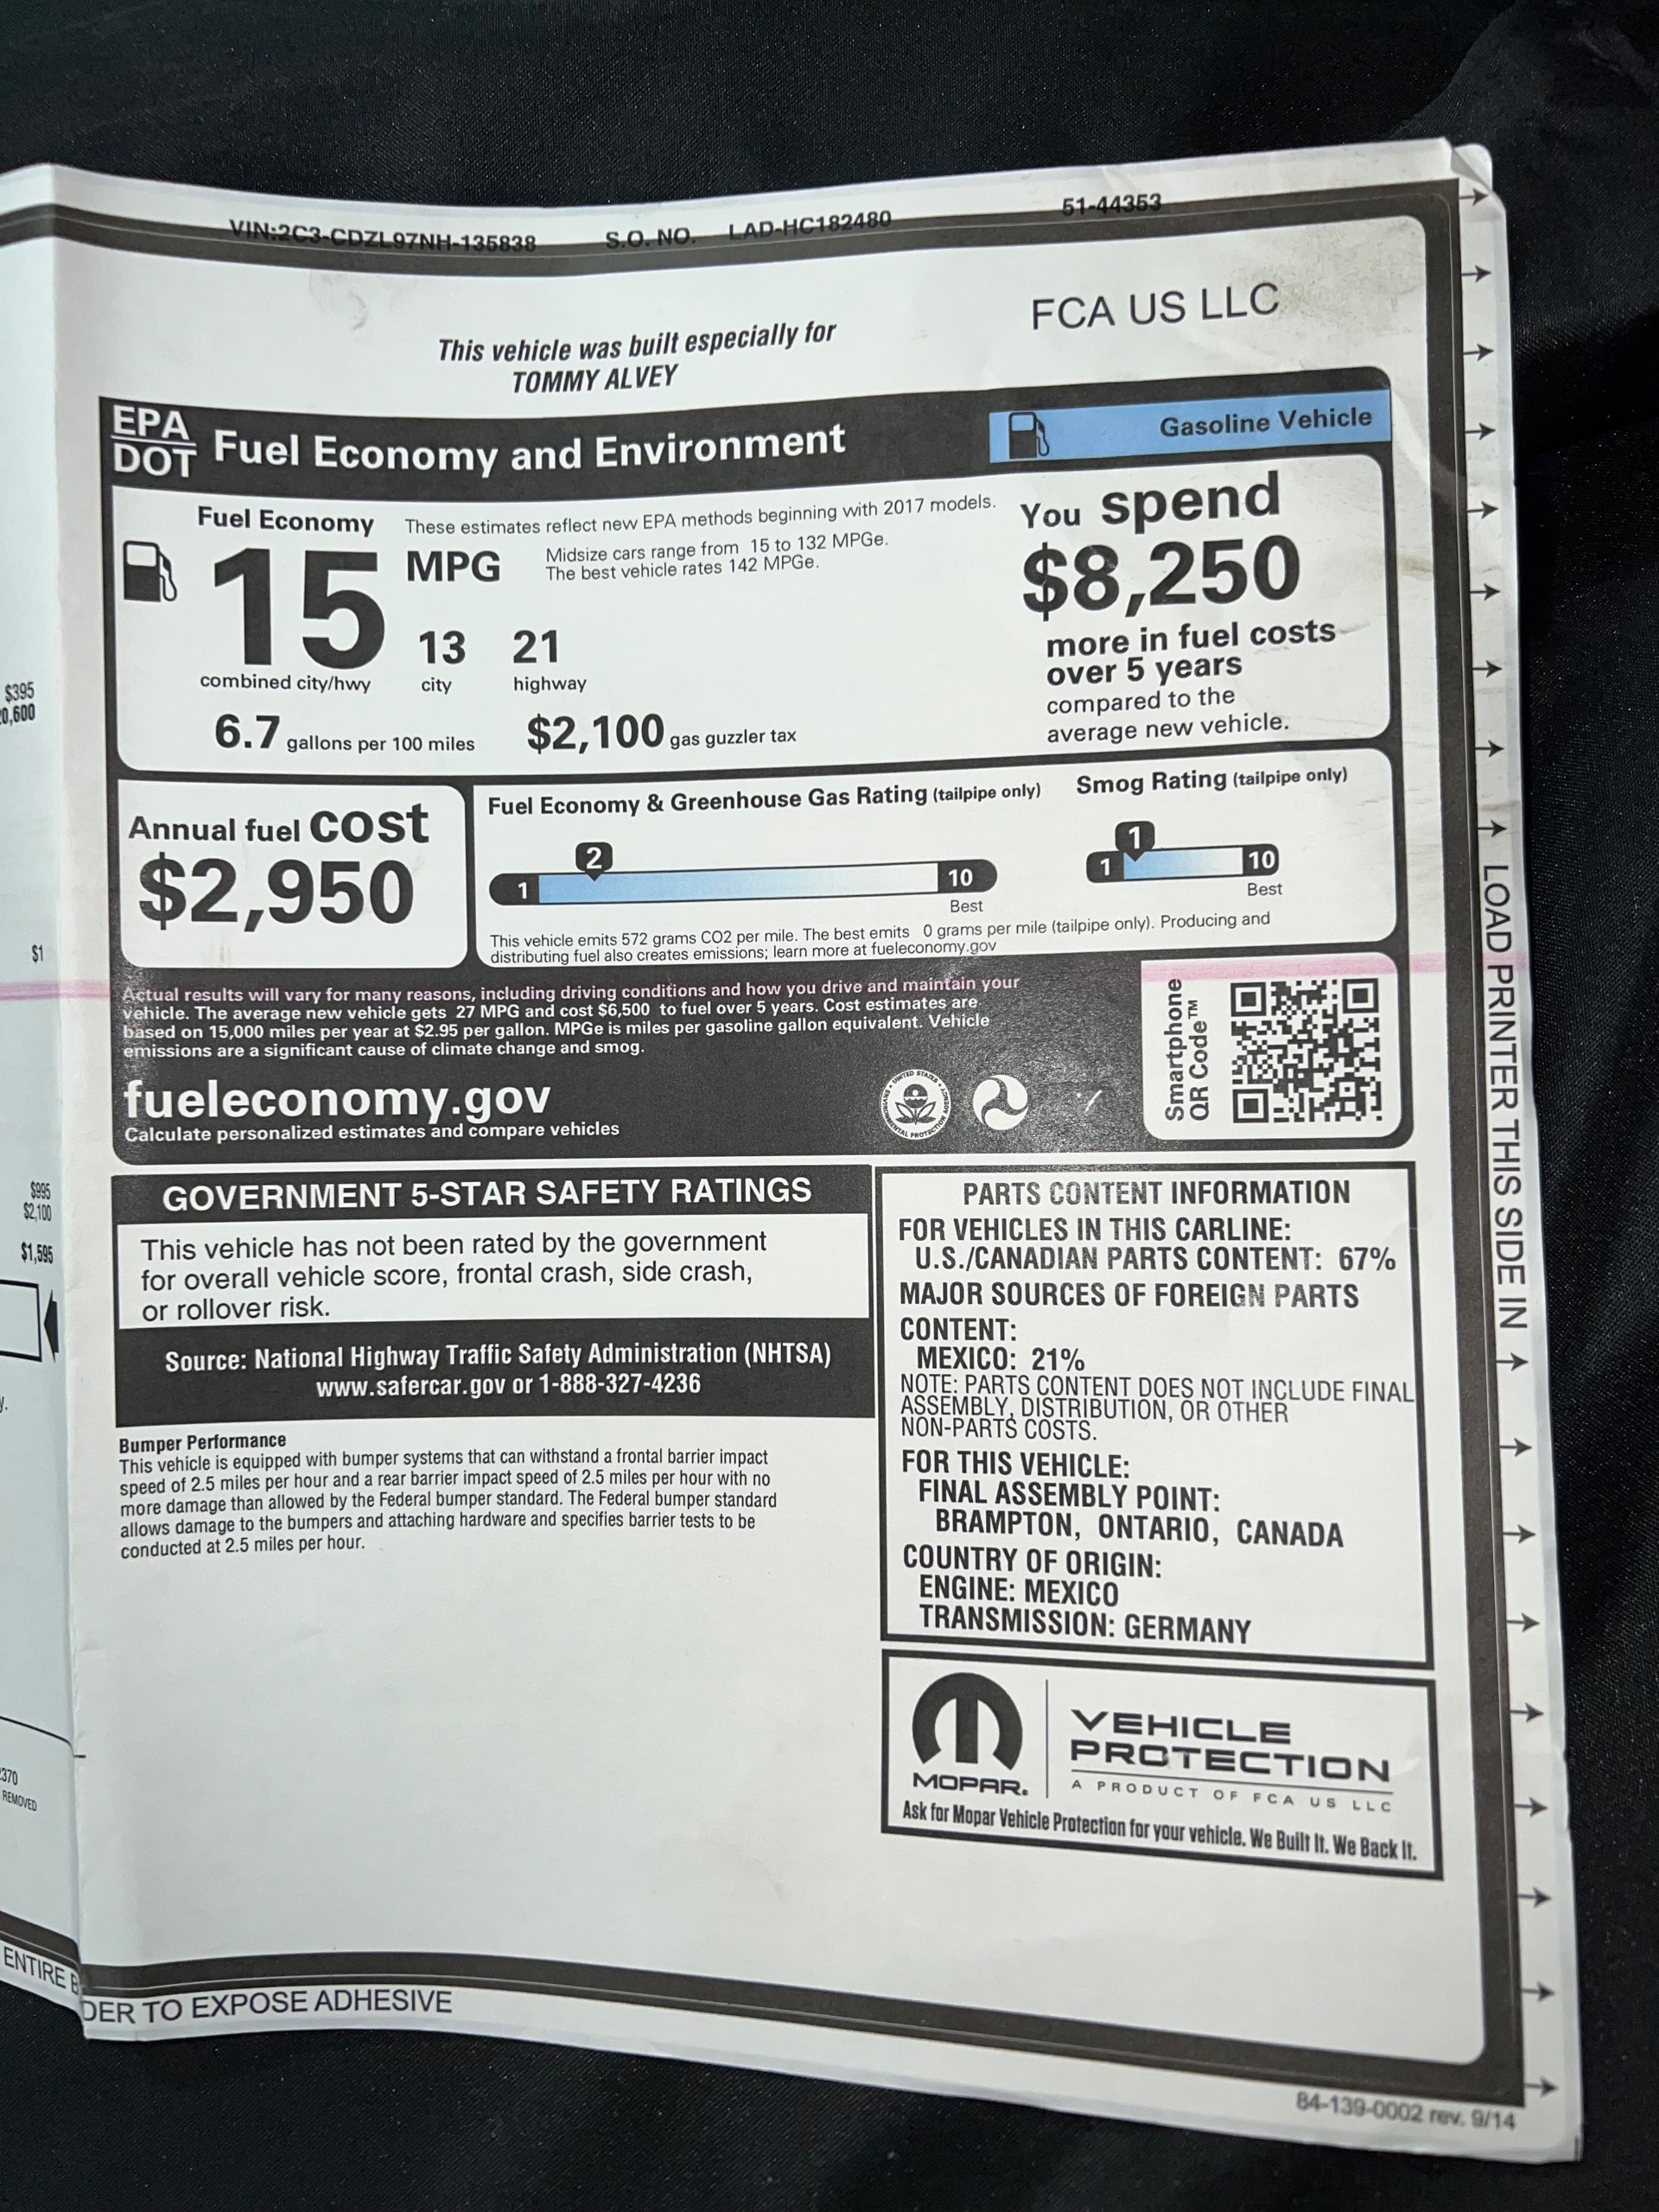 VIN:2C3-CDZL97NH-135838 S.O. NO. LAD-HC182480 51-44353
FCA US LLC
This vehicle was built especially for
TOMMY ALVEY
EPA
DOT
Fuel Economy and Environment
Gasoline Vehicle
Fuel Economy
These estimates reflect new EPA methods beginning with 2017 models.
15
MPG
Midsize cars range from 15 to 132 MPGe.
The best vehicle rates 142 MPGe.
13 21
combined city/hwy city highway
6.7 gallons per 100 miles
$2,100 gas guzzler tax
You spend
$8,250
more in fuel costs
over 5 years
compared to the
average new vehicle.
Annual fuel cost
$2,950
Fuel Economy & Greenhouse Gas Rating (tailpipe only)
2
1 10
Best
Smog Rating (tailpipe only)
1
1 10
Best
This vehicle emits 572 grams CO2 per mile. The best emits 0 grams per mile (tailpipe only). Producing and
distributing fuel also creates emissions; learn more at fueleconomy.gov
Actual results will vary for many reasons, including driving conditions and how you drive and maintain your
vehicle. The average new vehicle gets 27 MPG and cost $6,500 to fuel over 5 years. Cost estimates are
based on 15,000 miles per year at $2.95 per gallon. MPGe is miles per gasoline gallon equivalent. Vehicle
emissions are a significant cause of climate change and smog.
fueleconomy.gov
Calculate personalized estimates and compare vehicles
Smartphone
QR Code™
GOVERNMENT 5-STAR SAFETY RATINGS
This vehicle has not been rated by the government
for overall vehicle score, frontal crash, side crash,
or rollover risk.
Source: National Highway Traffic Safety Administration (NHTSA)
www.safercar.gov or 1-888-327-4236
Bumper Performance
This vehicle is equipped with bumper systems that can withstand a frontal barrier impact
speed of 2.5 miles per hour and a rear barrier impact speed of 2.5 miles per hour with no
more damage than allowed by the Federal bumper standard. The Federal bumper standard
allows damage to the bumpers and attaching hardware and specifies barrier tests to be
conducted at 2.5 miles per hour.
PARTS CONTENT INFORMATION
FOR VEHICLES IN THIS CARLINE:
U.S./CANADIAN PARTS CONTENT: 67%
MAJOR SOURCES OF FOREIGN PARTS
CONTENT:
MEXICO: 21%
NOTE: PARTS CONTENT DOES NOT INCLUDE FINAL
ASSEMBLY, DISTRIBUTION, OR OTHER
NON-PARTS COSTS.
FOR THIS VEHICLE:
FINAL ASSEMBLY POINT:
BRAMPTON, ONTARIO, CANADA
COUNTRY OF ORIGIN:
ENGINE: MEXICO
TRANSMISSION: GERMANY
MOPAR.
VEHICLE
PROTECTION
A PRODUCT OF FCA US LLC
Ask for Mopar Vehicle Protection for your vehicle. We Built It. We Back It.
LOAD PRINTER THIS SIDE IN
$395
0,600
$1
$995
$2,100
$1,595
370
REMOVED
ENTIRE B
DER TO EXPOSE ADHESIVE
84-139-0002 rev. 9/14